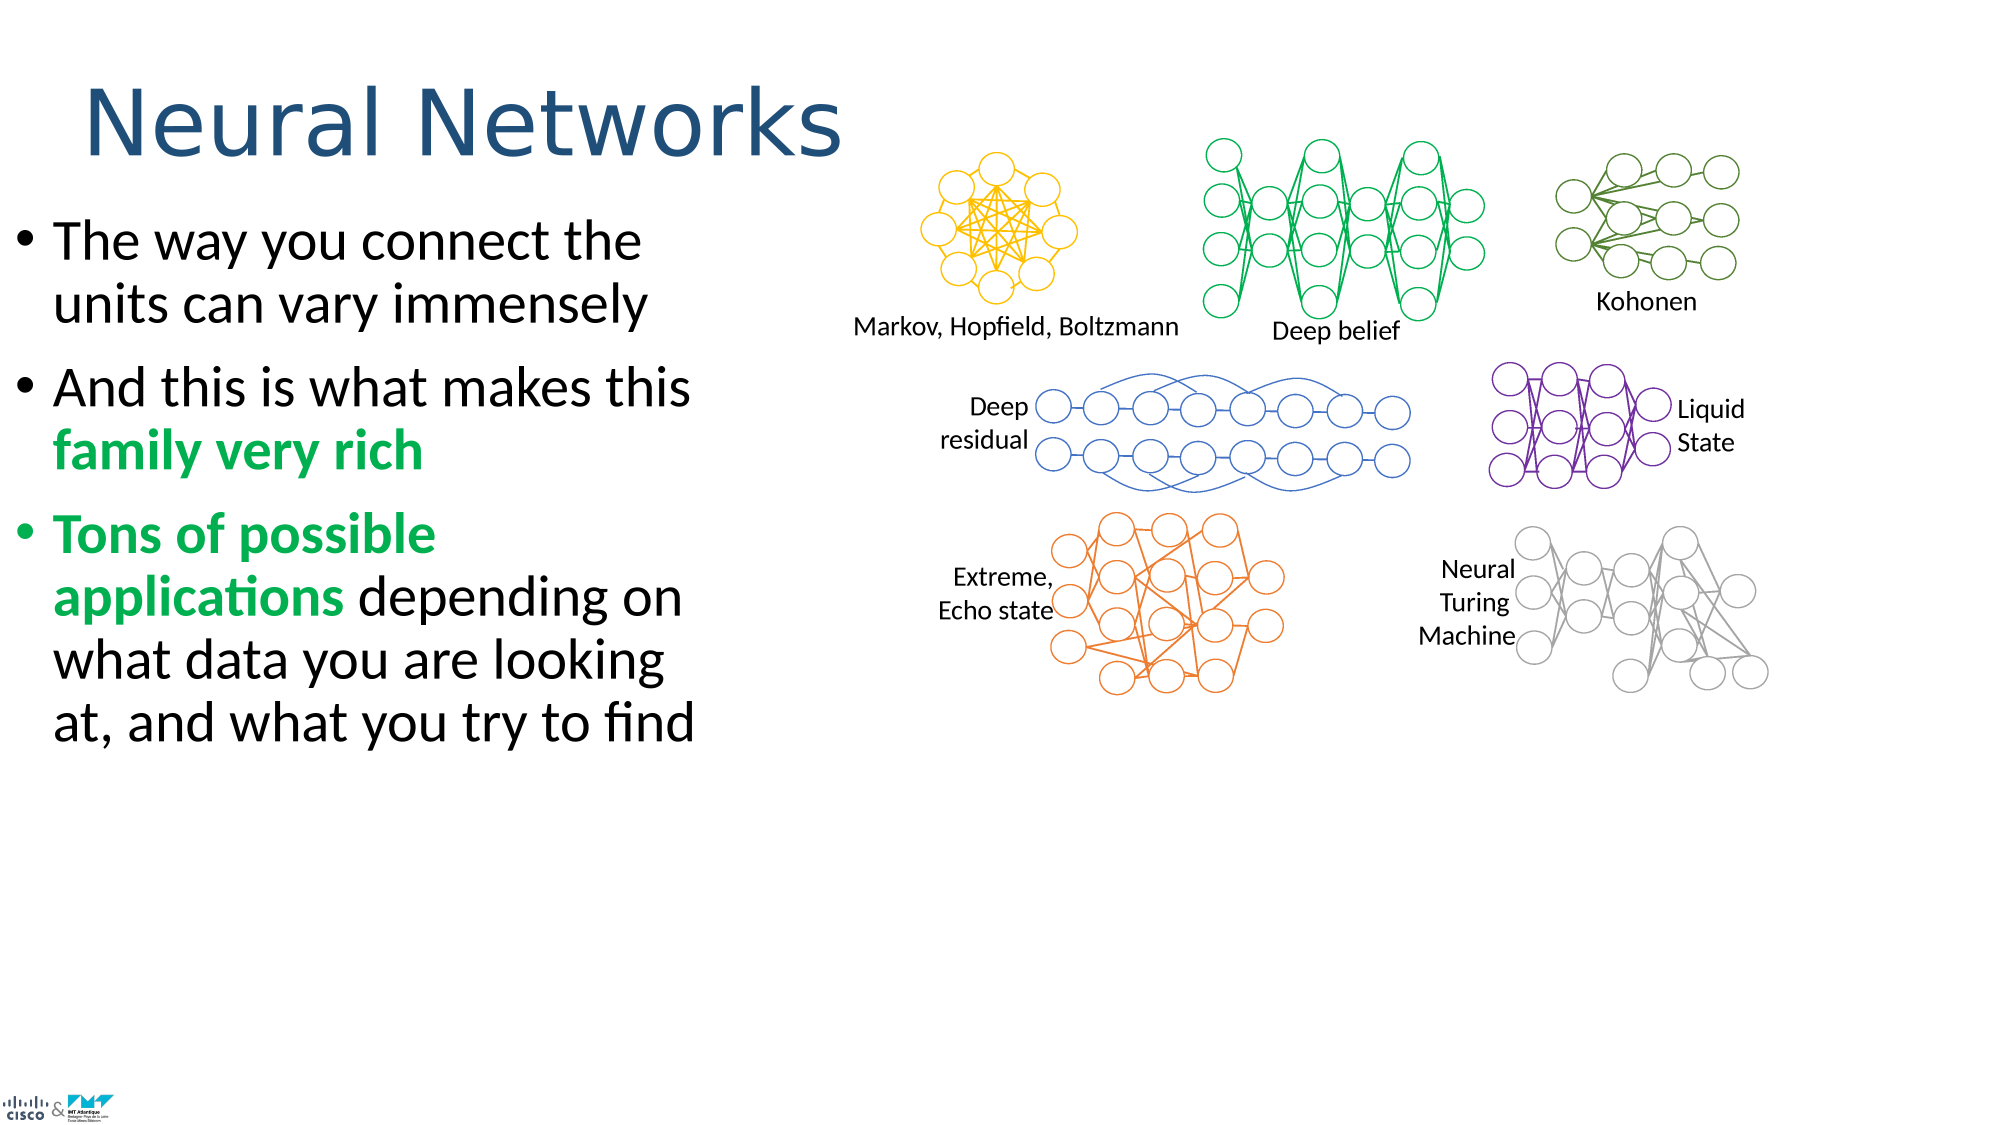 Neural Networks
• The way you connect the
units can vary immensely
• And this is what makes this
family very rich
• Tons of possible
applications depending on
what data you are looking
at, and what you try to find
Markov, Hopfield, Boltzmann
Deep belief
Kohonen
Deep
residual
Liquid
State
Extreme,
Echo state
Neural
Turing
Machine
CISCO & IMT Atlantique